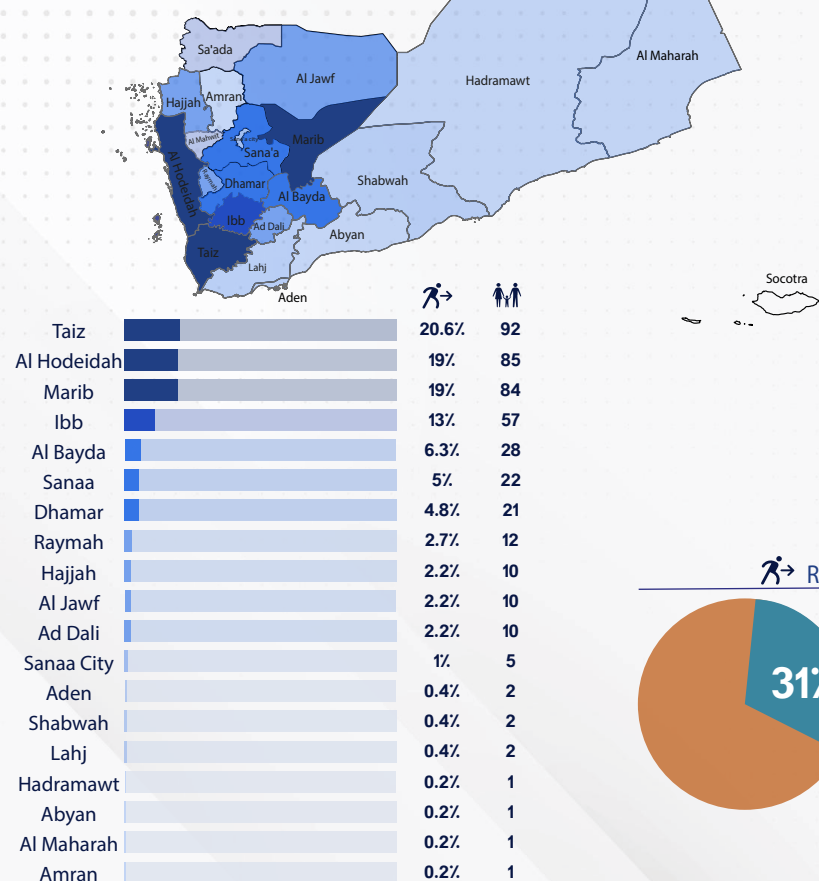 Sa'ada
Al Jawf
Hadramawt
Al Maharah
Hajjah
Amran
Al Mahwit
Marib
Sana'a
Al Hodeidah
Raymah
Dhamar
Al Bayda
Shabwah
Ibb
Ad Dali
Abyan
Taiz
Lahj
Aden
Socotra
Taiz 20.6% 92
Al Hodeidah 19% 85
Marib 19% 84
Ibb 13% 57
Al Bayda 6.3% 28
Sanaa 5% 22
Dhamar 4.8% 21
Raymah 2.7% 12
Hajjah 2.2% 10
Al Jawf 2.2% 10
Ad Dali 2.2% 10
Sanaa City 1% 5
Aden 0.4% 2
Shabwah 0.4% 2
Lahj 0.4% 2
Hadramawt 0.2% 1
Abyan 0.2% 1
Al Maharah 0.2% 1
Amran 0.2% 1
R
31%